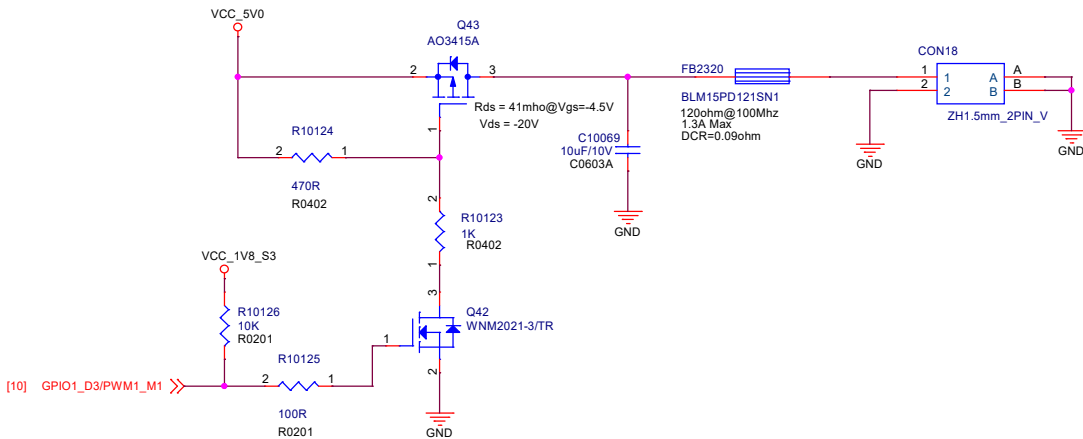 VCC_5V0
Q43
AO3415A
2
3
Rds = 41mho@Vgs=-4.5V
Vds = -20V
1
R10124
2
1
470R
R0402
FB2320
BLM15PD121SN1
120ohm@100Mhz
1.3A Max
DCR=0.09ohm
CON18
1
2
1
2
A
B
A
B
ZH1.5mm_2PIN_V
GND
GND
C10069
10uF/10V
C0603A
GND
2
R10123
1K
R0402
1
VCC_1V8_S3
R10126
10K
R0201
3
Q42
WNM2021-3/TR
1
2
GND
R10125
2
1
100R
R0201
[10] GPIO1_D3/PWM1_M1